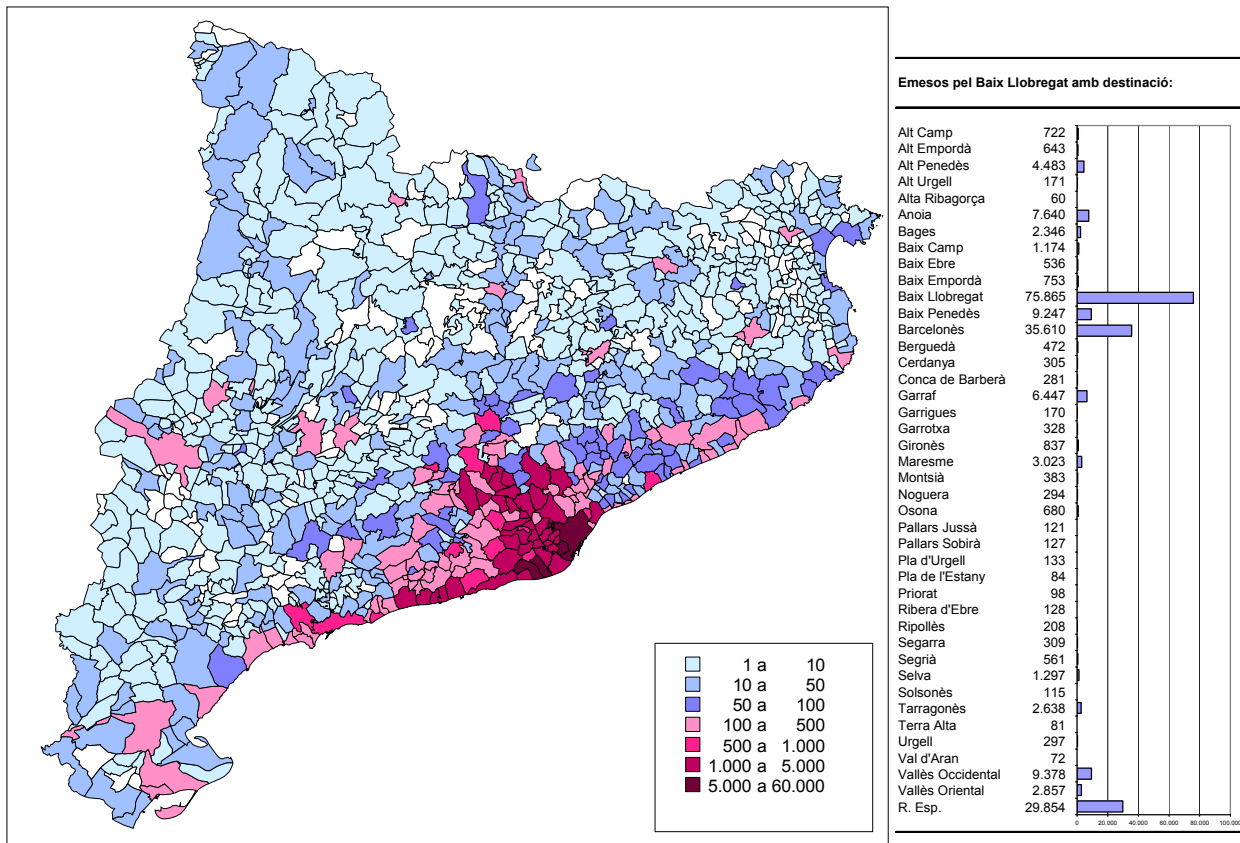 Emesos pel Baix Llobregat amb destinació:
Alt Camp 722
Alt Empordà 643
Alt Penedès 4.483
Alt Urgell 171
Alta Ribagorça 60
Anoia 7.640
Bages 2.346
Baix Camp 1.174
Baix Ebre 536
Baix Empordà 753
Baix Llobregat 75.865
Baix Penedès 9.247
Barcelonès 35.610
Berguedà 472
Cerdanya 305
Conca de Barberà 281
Garraf 6.447
Garrigues 170
Garrotxa 328
Gironès 837
Maresme 3.023
Montsià 383
Noguera 294
Osona 680
Pallars Jussà 121
Pallars Sobirà 127
Pla d'Urgell 133
Pla de l'Estany 84
Priorat 98
Ribera d'Ebre 128
Ripollès 208
Segarra 309
Segrià 561
Selva 1.297
Solsonès 115
Tarragonès 2.638
Terra Alta 81
Urgell 297
Val d'Aran 72
Vallès Occidental 9.378
Vallès Oriental 2.857
R. Esp. 29.854
0 20.000 40.000 60.000 80.000 100.000
1 a 10
10 a 50
50 a 100
100 a 500
500 a 1.000
1.000 a 5.000
5.000 a 60.000